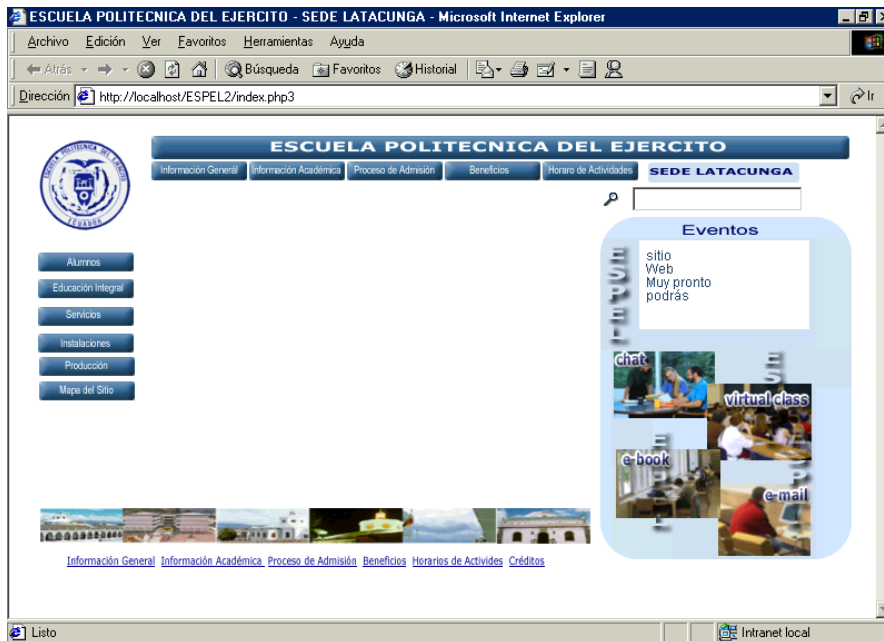 ESCUELA POLITECNICA DEL EJERCITO - SEDE LATACUNGA - Microsoft Internet Explorer
Archivo Edición Ver Favoritos Herramientas Ayuda
Atrás Búsqueda Favoritos Historial
Dirección http://localhost/ESPEL2/index.php3 Ir
ESCUELA POLITECNICA DEL EJERCITO
Información General Información Académica Proceso de Admisión Beneficios Horaro de Actividades SEDE LATACUNGA
ECUADOR
Eventos
sitio
Web
Muy pronto
podrás
ESPEL
Alumnos
Educación Integral
Servicios
Instalaciones
Producción
Mapa del Sitio
chat
virtual class
e-book
e-mail
Información General Información Académica Proceso de Admisión Beneficios Horarios de Activides Créditos
Listo Intranet local